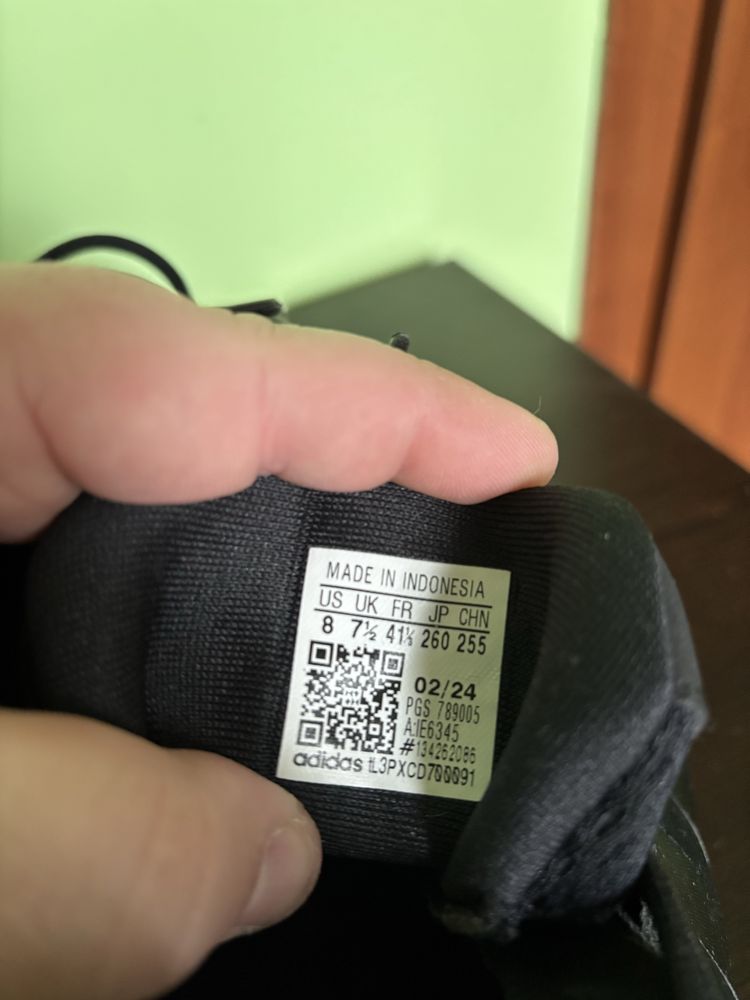 MADE IN INDONESIA
US UK FR JP CHN
8 7½ 41⅓ 260 255
02/24
PGS 789005
A:IE6345
#134262086
adidas tL3PXCD700091